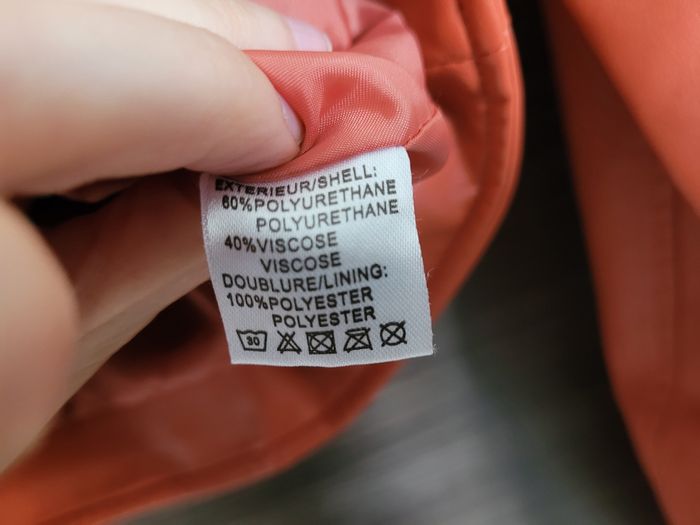 EXTERIEUR/SHELL:
60%POLYURETHANE
POLYURETHANE
40%VISCOSE
VISCOSE
DOUBLURE/LINING:
100%POLYESTER
POLYESTER
30